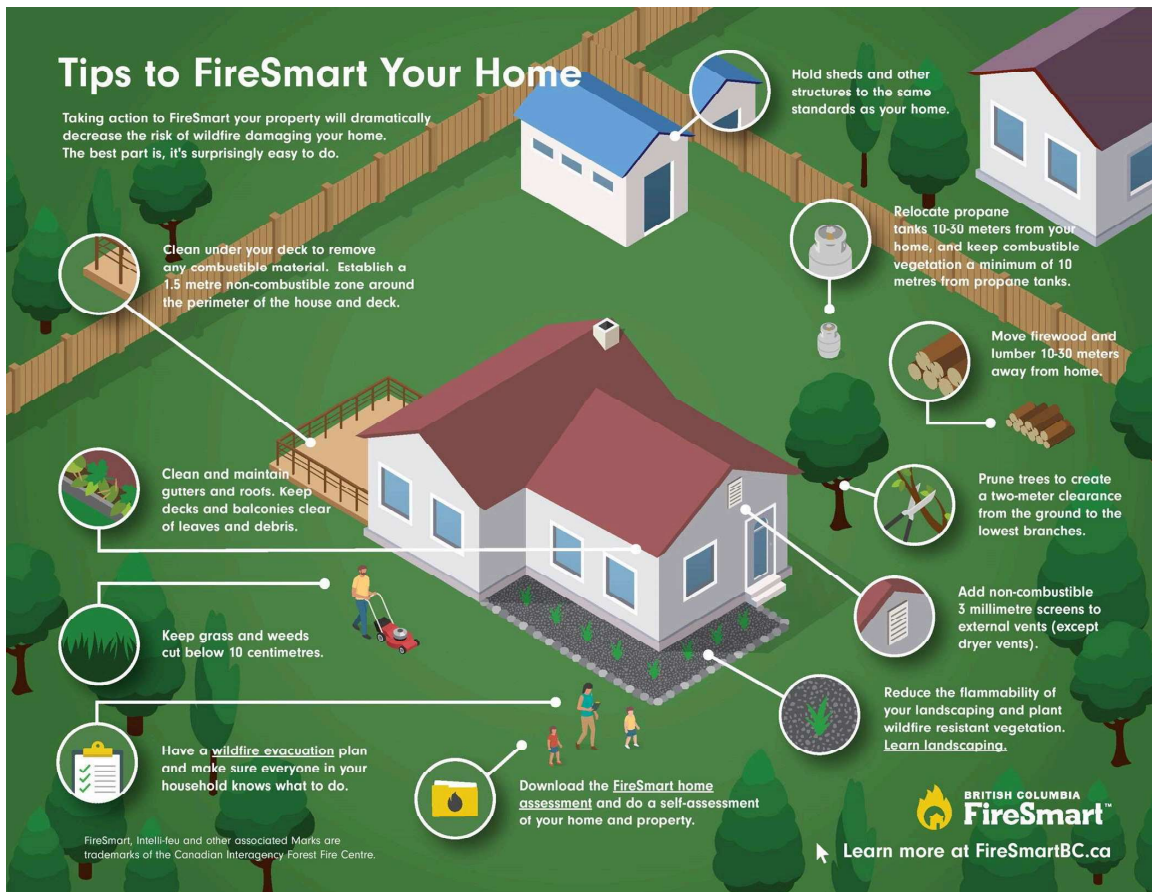 Tips to FireSmart Your Home
Taking action to FireSmart your property will dramatically
decrease the risk of wildfire damaging your home.
The best part is, it's surprisingly easy to do.
Hold sheds and other
structures to the same
standards as your home.
Relocate propane
tanks 10-30 meters from your
home, and keep combustible
vegetation a minimum of 10
metres from propane tanks.
Clean under your deck to remove
any combustible material. Establish a
1.5 metre non-combustible zone around
the perimeter of the house and deck.
Move firewood and
lumber 10-30 meters
away from home.
Clean and maintain
gutters and roofs. Keep
decks and balconies clear
of leaves and debris.
Prune trees to create
a two-meter clearance
from the ground to the
lowest branches.
Keep grass and weeds
cut below 10 centimetres.
Add non-combustible
3 millimetre screens to
external vents (except
dryer vents).
Reduce the flammability of
your landscaping and plant
wildfire resistant vegetation.
Learn landscaping.
Have a wildfire evacuation plan
and make sure everyone in your
household knows what to do.
Download the FireSmart home
assessment and do a self-assessment
of your home and property.
BRITISH COLUMBIA
FireSmart™
FireSmart, Intelli-feu and other associated Marks are
trademarks of the Canadian Interagency Forest Fire Centre.
Learn more at FireSmartBC.ca